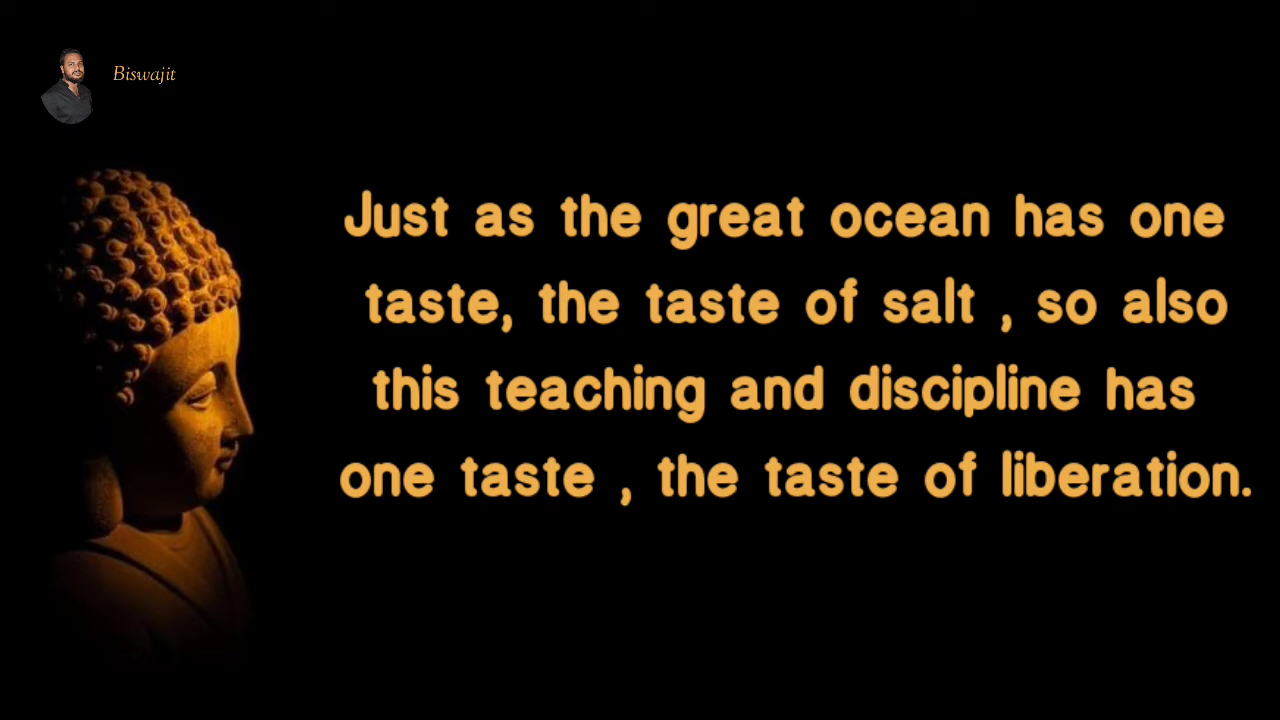 Biswajit
Just as the great ocean has one
taste, the taste of salt , so also
this teaching and discipline has
one taste , the taste of liberation.